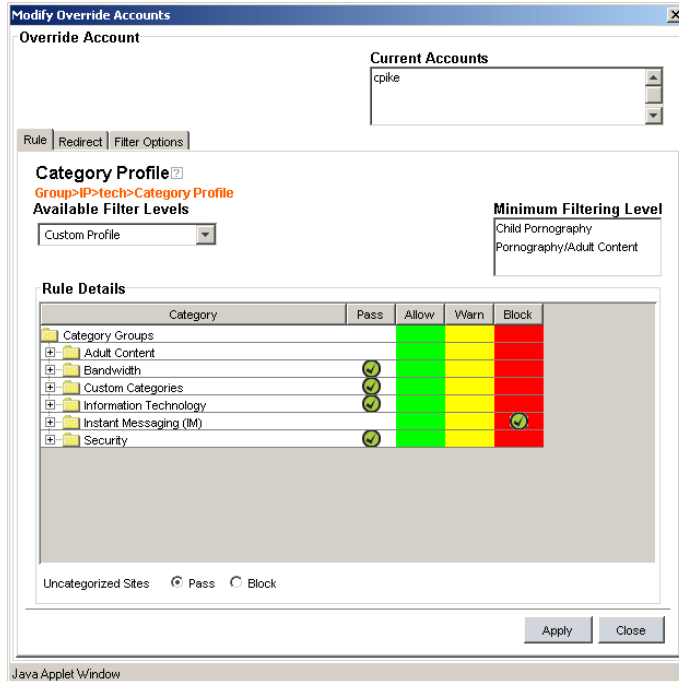 Modify Override Accounts
Override Account
Current Accounts
cpike
Rule Redirect Filter Options
Category Profile?
Group>IP>tech>Category Profile
Available Filter Levels
Custom Profile
Minimum Filtering Level
Child Pornography
Pornography/Adult Content
Rule Details
Category Pass Allow Warn Block
Category Groups
Adult Content
Bandwidth
Custom Categories
Information Technology
Instant Messaging (IM)
Security
Uncategorized Sites Pass Block
Apply Close
Java Applet Window